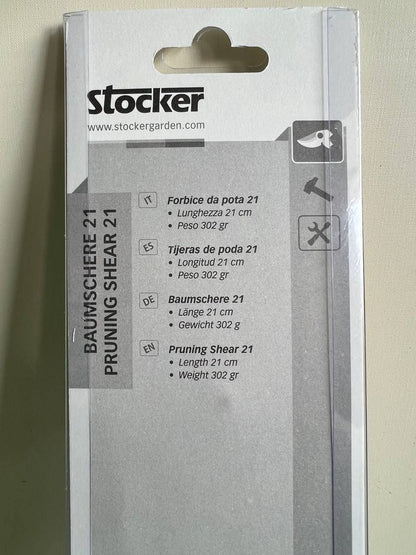 Stocker
www.stockergarden.com
BAUMSCHERE 21
PRUNING SHEAR 21
IT Forbice da pota 21
• Lunghezza 21 cm
• Peso 302 gr
ES Tijeras de poda 21
• Longitud 21 cm
• Peso 302 gr
DE Baumschere 21
• Länge 21 cm
• Gewicht 302 g
EN Pruning Shear 21
• Length 21 cm
• Weight 302 gr